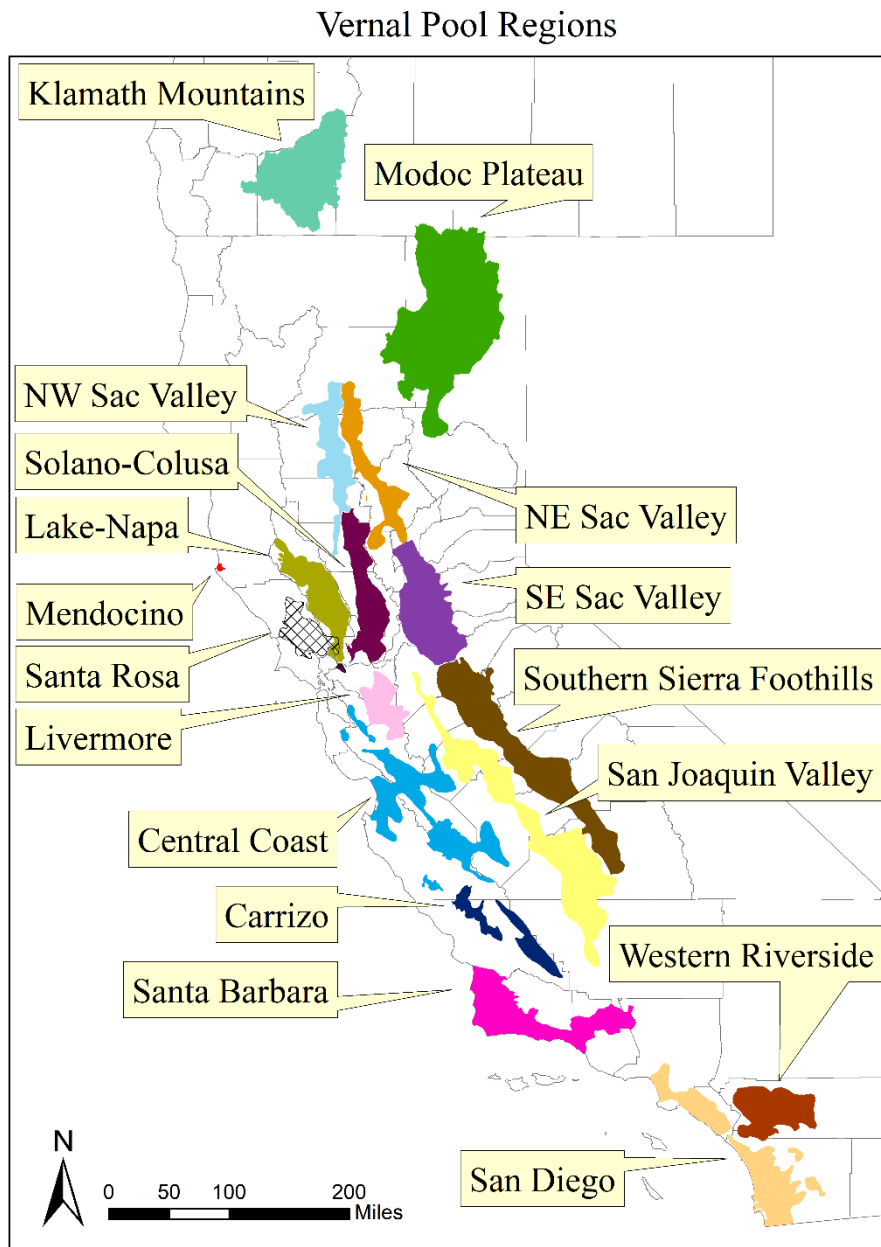 Vernal Pool Regions
Klamath Mountains
Modoc Plateau
NW Sac Valley
Solano-Colusa
Lake-Napa
NE Sac Valley
SE Sac Valley
Mendocino
Santa Rosa
Southern Sierra Foothills
Livermore
San Joaquin Valley
Central Coast
Carrizo
Western Riverside
Santa Barbara
San Diego
N
0 50 100 200
Miles